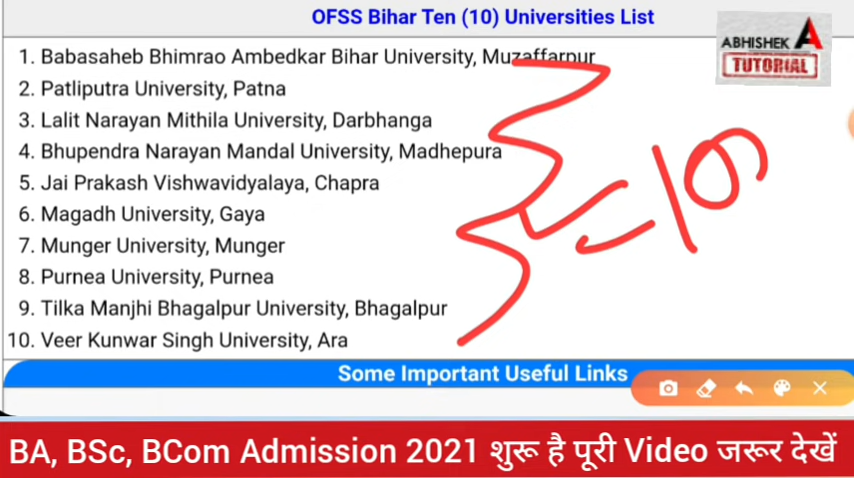 OFSS Bihar Ten (10) Universities List
ABHISHEK A
TUTORIAL
1. Babasaheb Bhimrao Ambedkar Bihar University, Muzaffarpur
2. Patliputra University, Patna
3. Lalit Narayan Mithila University, Darbhanga
4. Bhupendra Narayan Mandal University, Madhepura
5. Jai Prakash Vishwavidyalaya, Chapra
6. Magadh University, Gaya
7. Munger University, Munger
8. Purnea University, Purnea
9. Tilka Manjhi Bhagalpur University, Bhagalpur
10. Veer Kunwar Singh University, Ara
=10
Some Important Useful Links
BA, BSc, BCom Admission 2021 शुरू है पूरी Video जरूर देखें